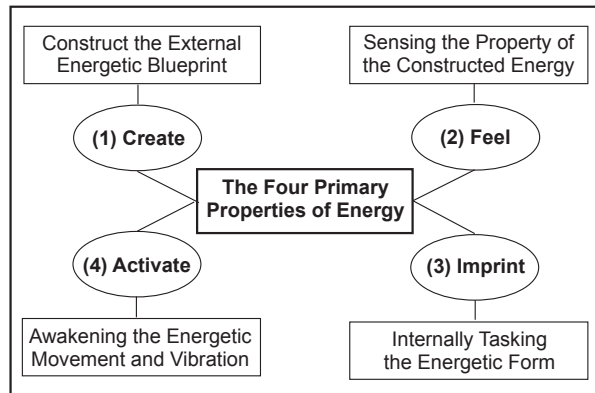 Construct the External
Energetic Blueprint
Sensing the Property of
the Constructed Energy
(1) Create
(2) Feel
The Four Primary
Properties of Energy
(4) Activate
(3) Imprint
Awakening the Energetic
Movement and Vibration
Internally Tasking
the Energetic Form